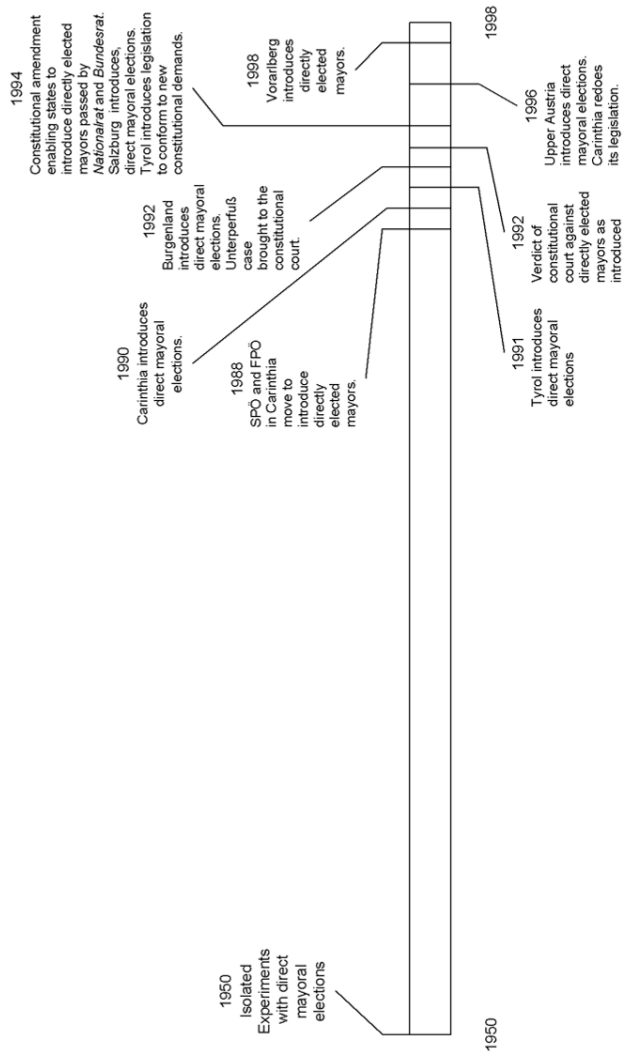 1950
Isolated
Experiments
with direct
mayoral
elections
1988
SPÖ and FPÖ
in Carinthia
move to
introduce
directly
elected
mayors.
1990
Carinthia introduces
direct mayoral
elections.
1992
Burgenland
introduces
direct mayoral
elections.
Unterperfuß
case
brought to the
constitutional
court.
1994
Constitutional amendment
enabling states to
introduce directly elected
mayors passed by
Nationalrat and Bundesrat.
Salzburg introduces,
direct mayoral elections.
Tyrol introduces legislation
to conform to new
constitutional demands.
1998
Vorarlberg
introduces
directly
elected
mayors.
1950
1998
1991
Tyrol introduces
direct mayoral
elections
1992
Verdict of
constitutional
court against
directly elected
mayors as
introduced
1996
Upper Austria
introduces direct
mayoral elections.
Carinthia redoes
its legislation.